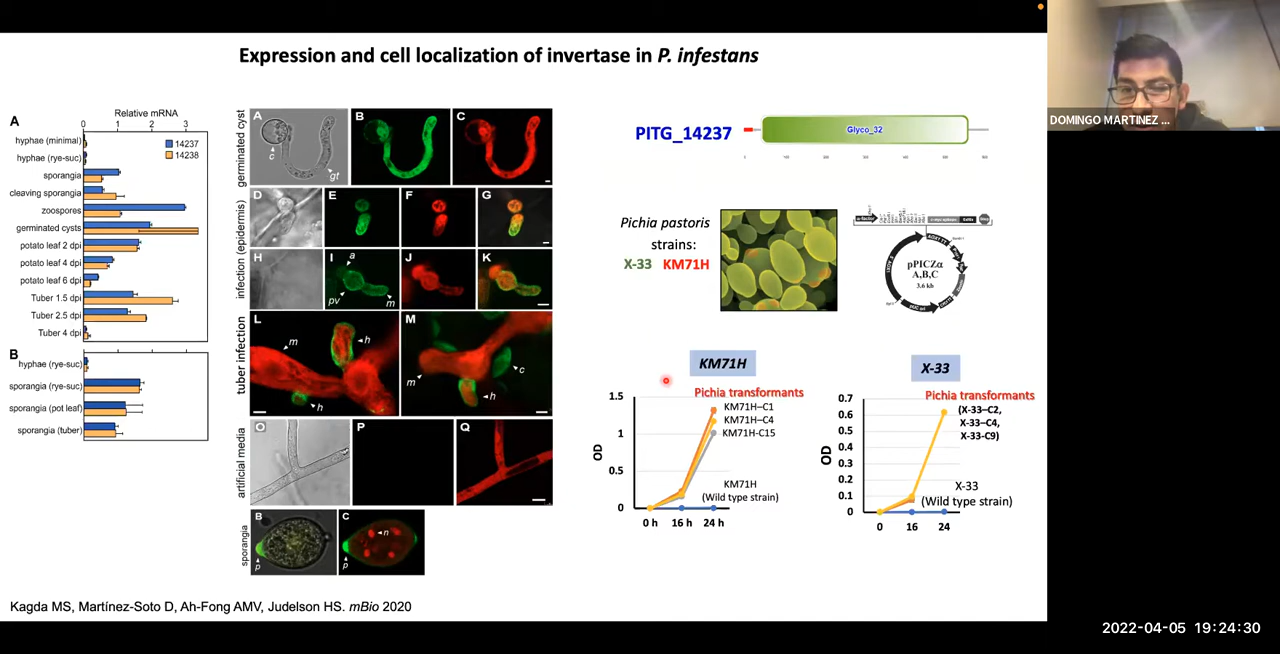 Expression and cell localization of invertase in P. infestans
DOMINGO MARTINEZ ...
Relative mRNA
A
0 1 2 3
hyphae (minimal)
hyphae (rye-suc)
sporangia
cleaving sporangia
zoospores
germinated cysts
potato leaf 2 dpi
potato leaf 4 dpi
potato leaf 6 dpi
Tuber 1.5 dpi
Tuber 2.5 dpi
Tuber 4 dpi
14237
14238
B
hyphae (rye-suc)
sporangia (rye-suc)
sporangia (pot leaf)
sporangia (tuber)
germinated cyst
A
c
gt
B
C
infection (epidermis)
D
E
F
G
H
I
a
pv
m
J
K
tuber infection
L
m
h
h
M
m
c
h
artificial media
O
P
Q
sporangia
B
p
C
n
p
PITG_14237
Glyco_32
Pichia pastoris
strains:
X-33 KM71H
pPICZα
A,B,C
3.6 kb
KM71H
Pichia transformants
KM71H–C1
KM71H–C4
KM71H-C15
KM71H
(Wild type strain)
OD
1.5
1
0.5
0
0 h 16 h 24 h
X-33
Pichia transformants
(X-33–C2,
X-33–C4,
X-33-C9)
X-33
(Wild type strain)
OD
0.7
0.6
0.5
0.4
0.3
0.2
0.1
0
0 16 24
Kagda MS, Martínez-Soto D, Ah-Fong AMV, Judelson HS. mBio 2020
2022-04-05 19:24:30